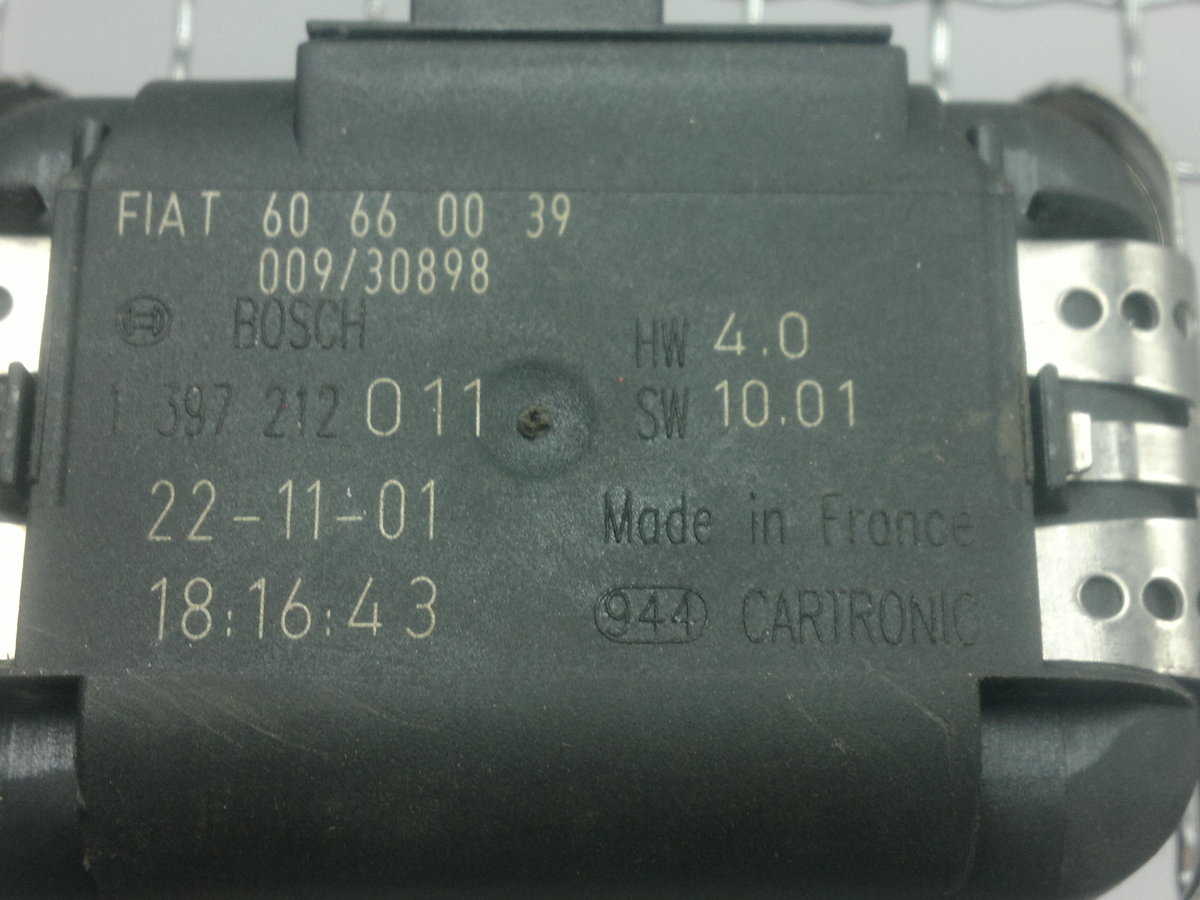 FIAT 60 66 00 39
009/30898
BOSCH
HW 4.0
1 397 212 011
SW 10.01
22-11-01
Made in France
18:16:43
944 CARTRONIC